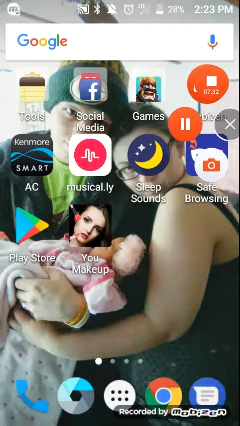 28% 2:23 PM
Google
07:32
Tools
Social
Media
Games
Kenmore
SMART
AC
musical.ly
Sleep
Sounds
Safe
Browsing
Play Store
You
Makeup
Recorded by Mobizen